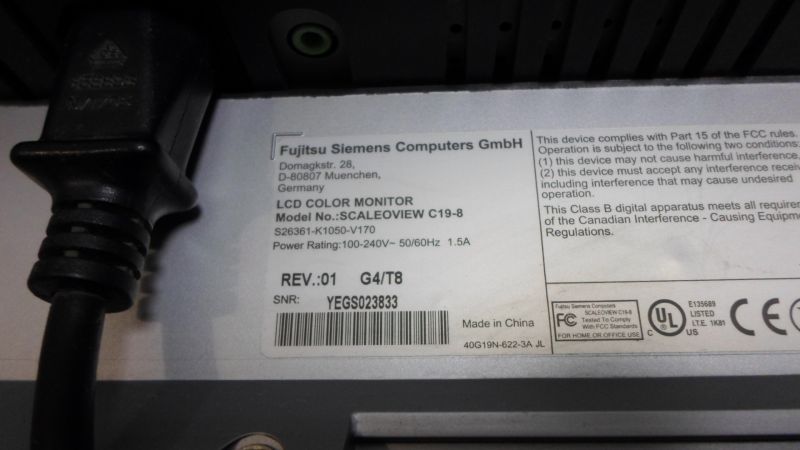 Fujitsu Siemens Computers GmbH
Domagkstr. 28,
D-80807 Muenchen,
Germany
LCD COLOR MONITOR
Model No.:SCALEOVIEW C19-8
S26361-K1050-V170
Power Rating:100-240V~ 50/60Hz 1.5A
REV.:01 G4/T8
SNR: YEGS023833
Made in China
40G19N-622-3A JL
This device complies with Part 15 of the FCC rules.
Operation is subject to the following two conditions:
(1) this device may not cause harmful interference,
(2) this device must accept any interference
including interference that may cause undesired
operation.
This Class B digital apparatus meets all
of the Canadian Interference - Causing
Regulations.
Fujitsu Siemens Computers
SCALEOVIEW C19-8
FC Tested To Comply
With FCC Standards
FOR HOME OR OFFICE USE
C UL US
E135689
LISTED
I.T.E. 1K81
CE